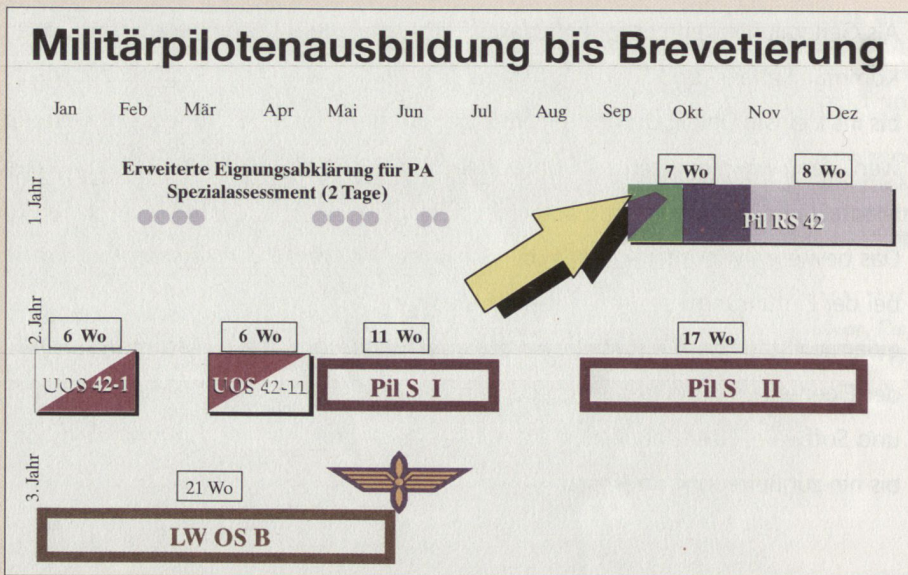 Militärpilotenausbildung bis Brevetierung
Jan Feb Mär Apr Mai Jun Jul Aug Sep Okt Nov Dez
1. Jahr
Erweiterte Eignungsabklärung für PA
Spezialassessment (2 Tage)
7 Wo 8 Wo
Pil RS 42
2. Jahr
6 Wo 6 Wo 11 Wo 17 Wo
UOS 42-1 UOS 42-11 Pil S I Pil S II
3. Jahr
21 Wo
LW OS B